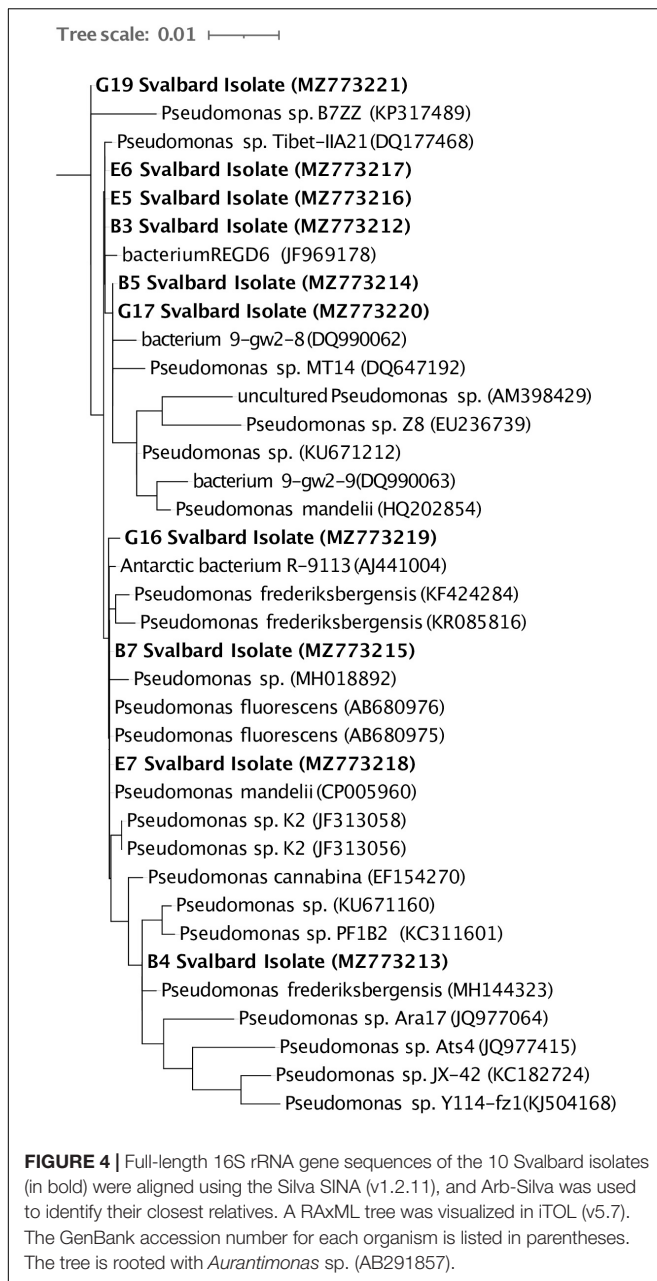 Tree scale: 0.01
G19 Svalbard Isolate (MZ773221)
Pseudomonas sp. B7ZZ (KP317489)
Pseudomonas sp. Tibet-IIA21(DQ177468)
E6 Svalbard Isolate (MZ773217)
E5 Svalbard Isolate (MZ773216)
B3 Svalbard Isolate (MZ773212)
bacteriumREGD6 (JF969178)
B5 Svalbard Isolate (MZ773214)
G17 Svalbard Isolate (MZ773220)
bacterium 9-gw2-8(DQ990062)
Pseudomonas sp. MT14 (DQ647192)
uncultured Pseudomonas sp. (AM398429)
Pseudomonas sp. Z8 (EU236739)
Pseudomonas sp. (KU671212)
bacterium 9-gw2-9(DQ990063)
Pseudomonas mandelii (HQ202854)
G16 Svalbard Isolate (MZ773219)
Antarctic bacterium R-9113 (AJ441004)
Pseudomonas frederiksbergensis (KF424284)
Pseudomonas frederiksbergensis (KR085816)
B7 Svalbard Isolate (MZ773215)
Pseudomonas sp. (MH018892)
Pseudomonas fluorescens (AB680976)
Pseudomonas fluorescens (AB680975)
E7 Svalbard Isolate (MZ773218)
Pseudomonas mandelii (CP005960)
Pseudomonas sp. K2 (JF313058)
Pseudomonas sp. K2 (JF313056)
Pseudomonas cannabina (EF154270)
Pseudomonas sp. (KU671160)
Pseudomonas sp. PF1B2 (KC311601)
B4 Svalbard Isolate (MZ773213)
Pseudomonas frederiksbergensis (MH144323)
Pseudomonas sp. Ara17 (JQ977064)
Pseudomonas sp. Ats4 (JQ977415)
Pseudomonas sp. JX-42 (KC182724)
Pseudomonas sp. Y114-fz1(KJ504168)
FIGURE 4 | Full-length 16S rRNA gene sequences of the 10 Svalbard isolates
(in bold) were aligned using the Silva SINA (v1.2.11), and Arb-Silva was used
to identify their closest relatives. A RAxML tree was visualized in iTOL (v5.7).
The GenBank accession number for each organism is listed in parentheses.
The tree is rooted with Aurantimonas sp. (AB291857).